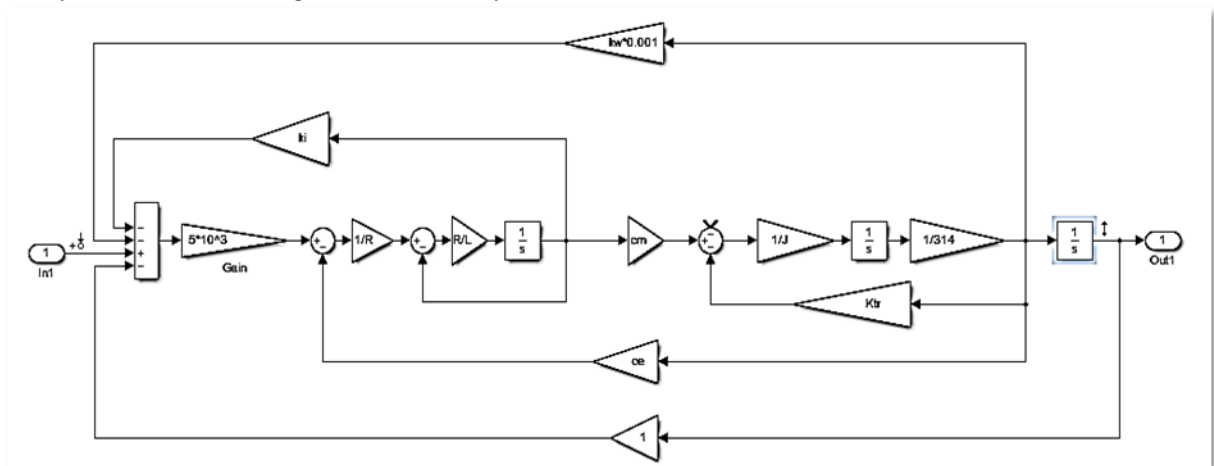 kw*0.001
ki
5*10^3
Gain
1/R
R/L
1
s
cm
1/J
1
s
1/314
1
s
1
In1
1
Out1
Ktr
ce
1